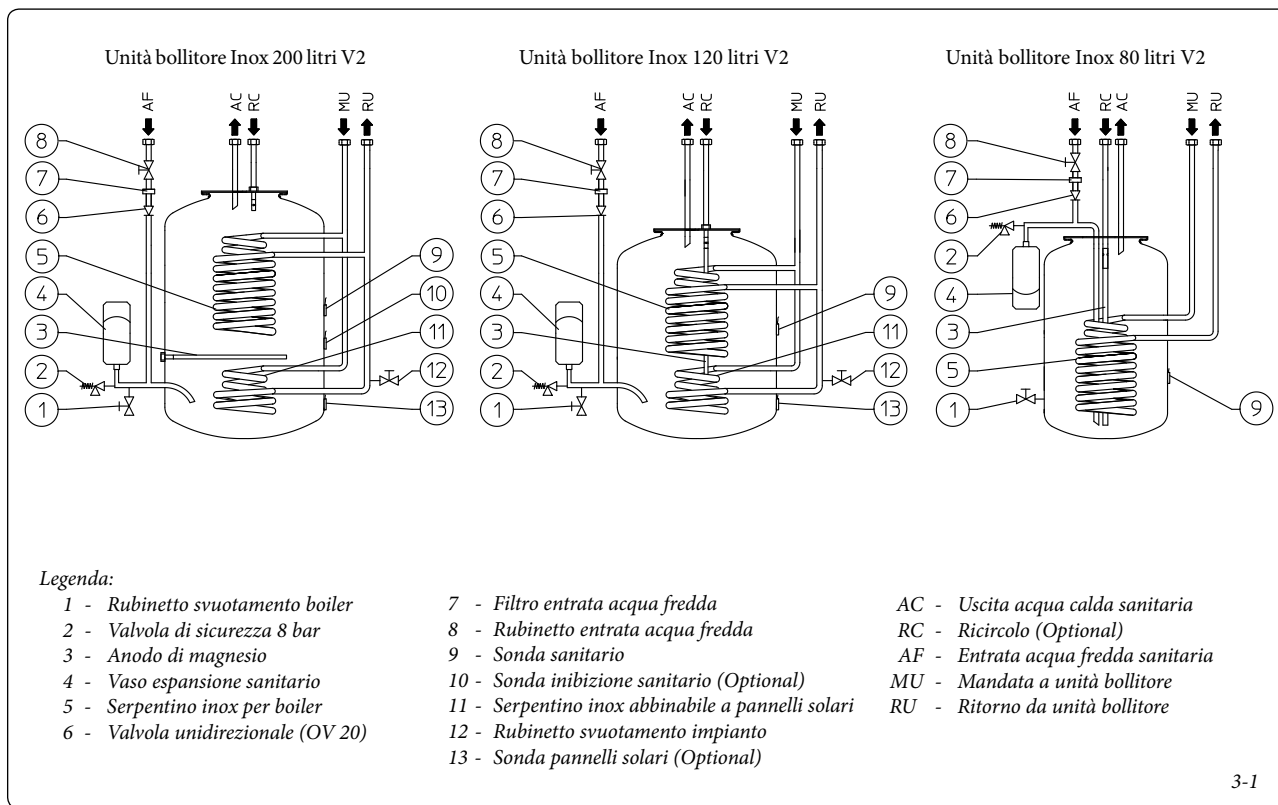 Unità bollitore Inox 200 litri V2
AF
AC
RC
MU
RU
8
7
6
5
4
3
2
1
9
10
11
12
13
Unità bollitore Inox 120 litri V2
AF
AC
RC
MU
RU
8
7
6
5
4
3
2
1
9
11
12
13
Unità bollitore Inox 80 litri V2
AF
RC
AC
MU
RU
8
7
6
2
4
3
5
1
9
Legenda:
1 - Rubinetto svuotamento boiler
2 - Valvola di sicurezza 8 bar
3 - Anodo di magnesio
4 - Vaso espansione sanitario
5 - Serpentino inox per boiler
6 - Valvola unidirezionale (OV 20)
7 - Filtro entrata acqua fredda
8 - Rubinetto entrata acqua fredda
9 - Sonda sanitario
10 - Sonda inibizione sanitario (Optional)
11 - Serpentino inox abbinabile a pannelli solari
12 - Rubinetto svuotamento impianto
13 - Sonda pannelli solari (Optional)
AC - Uscita acqua calda sanitaria
RC - Ricircolo (Optional)
AF - Entrata acqua fredda sanitaria
MU - Mandata a unità bollitore
RU - Ritorno da unità bollitore
3-1